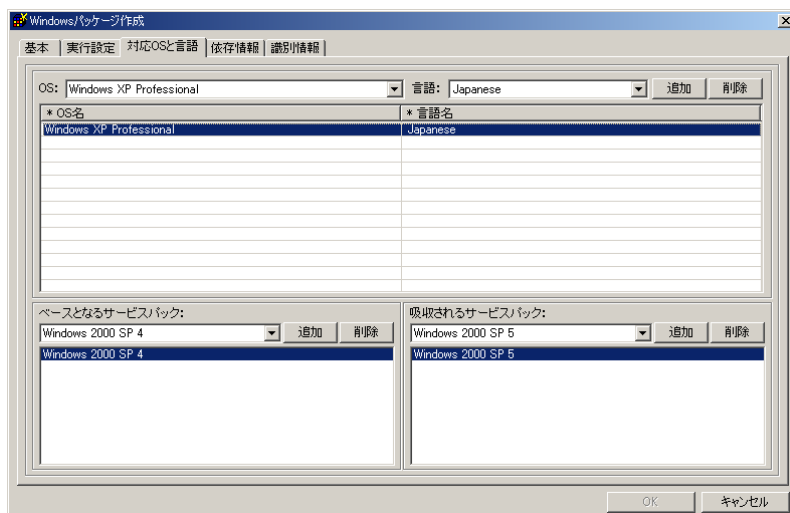 Windowsパッケージ作成
基本 実行設定 対応OSと言語 依存情報 識別情報
OS: Windows XP Professional 言語: Japanese 追加 削除
* OS名 * 言語名
Windows XP Professional Japanese
ベースとなるサービスパック: 吸収されるサービスパック:
Windows 2000 SP 4 追加 削除 Windows 2000 SP 5 追加 削除
Windows 2000 SP 4 Windows 2000 SP 5
OK キャンセル